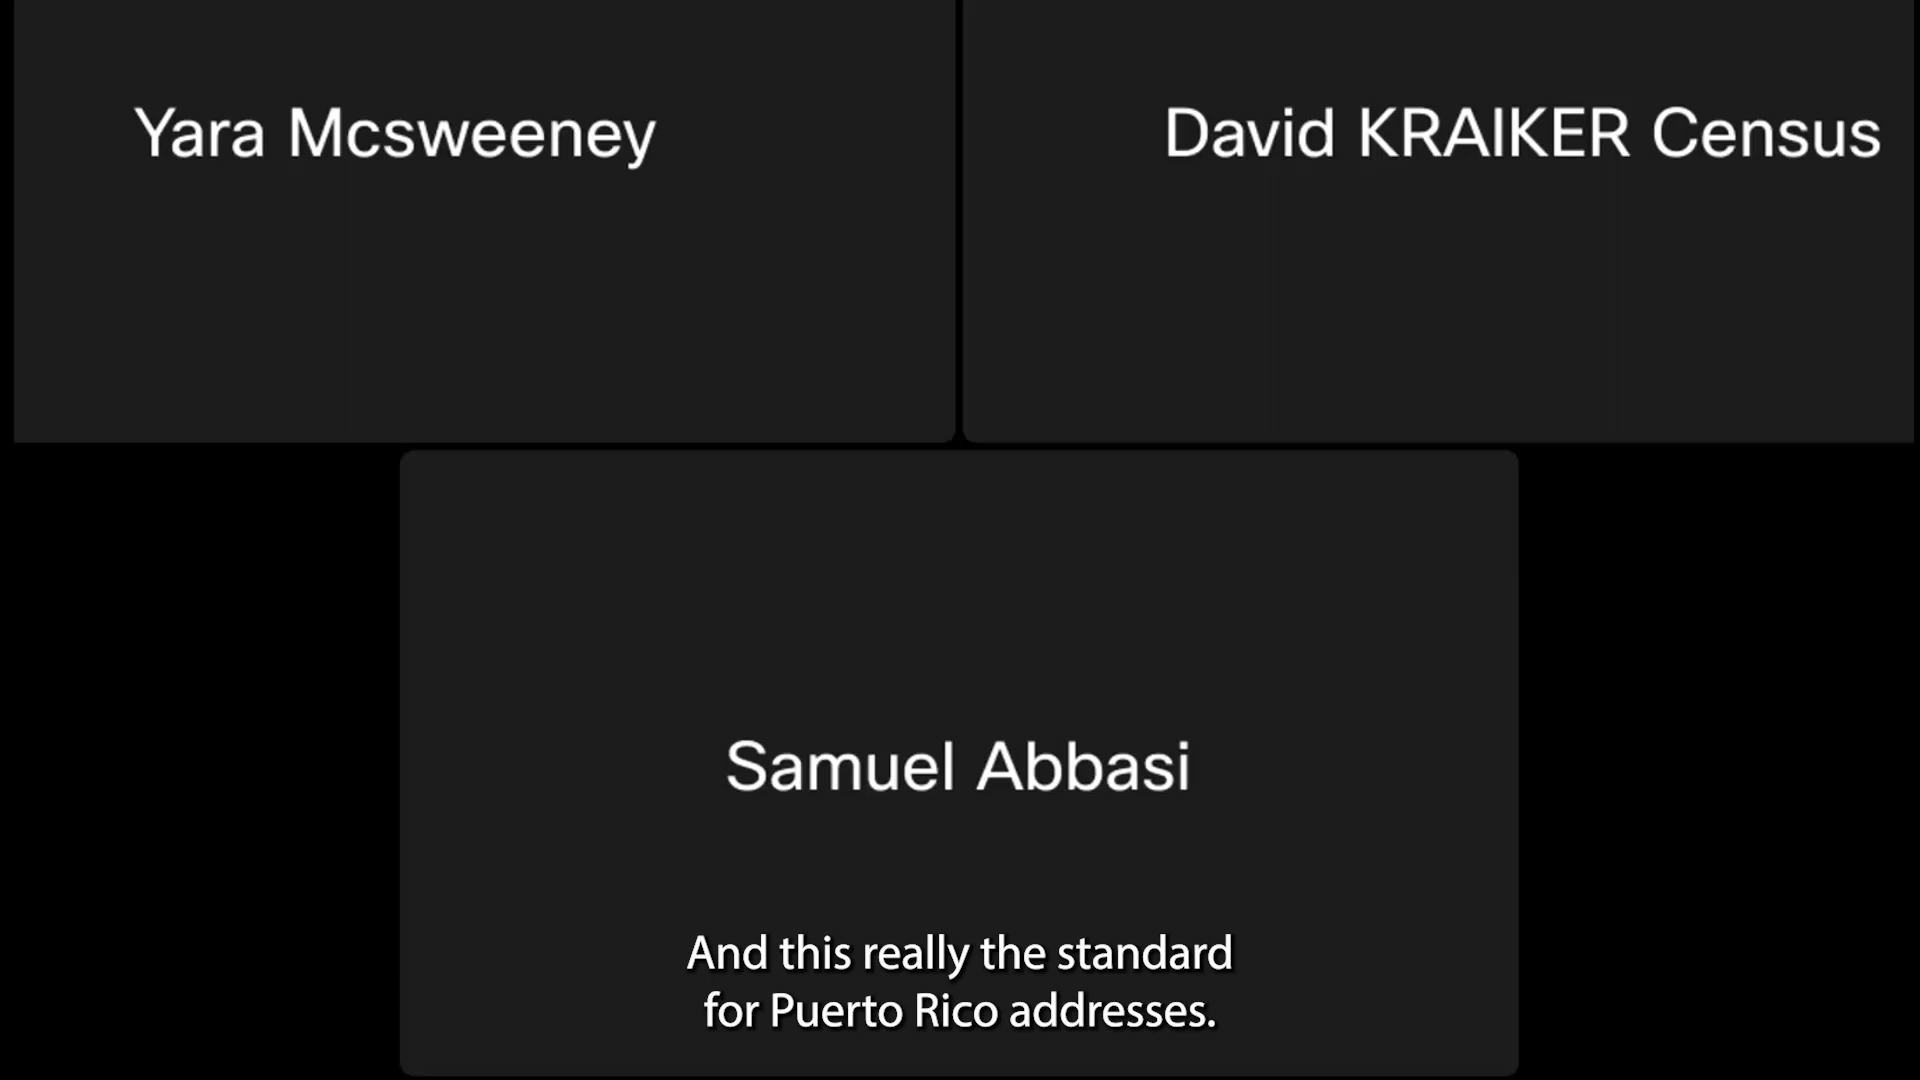 Yara Mcsweeney
David KRAIKER Census
Samuel Abbasi
And this really the standard
for Puerto Rico addresses.